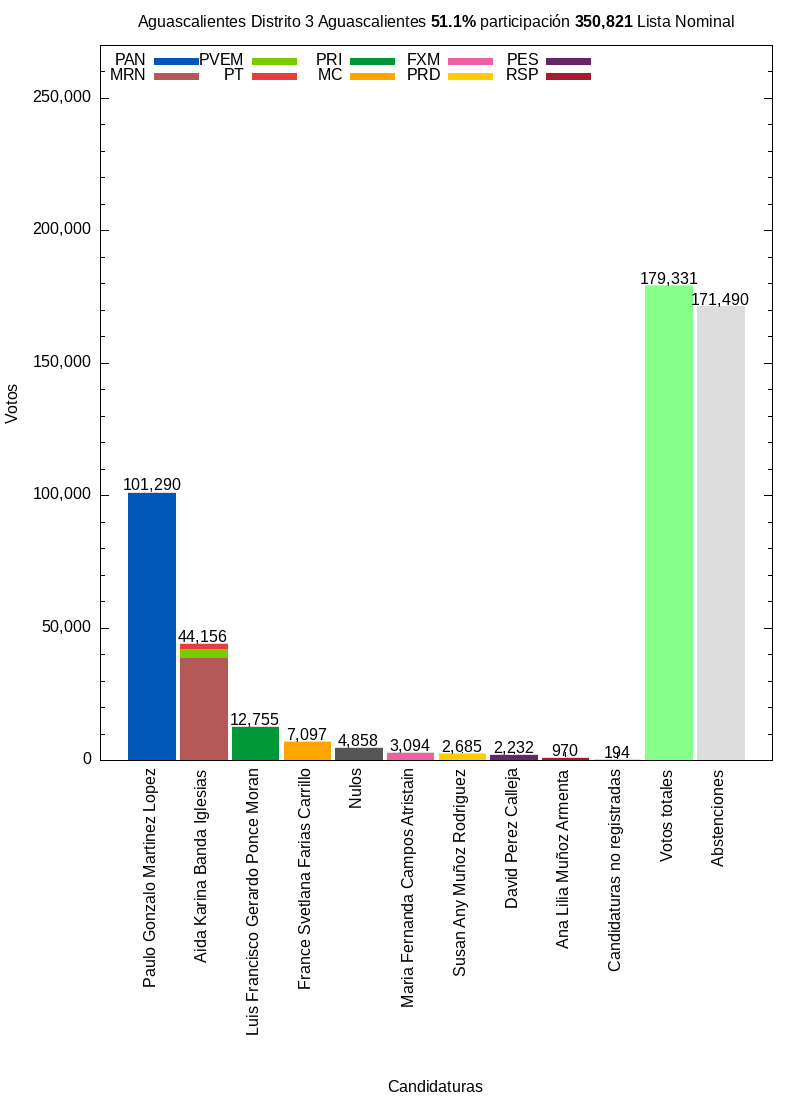 Aguascalientes Distrito 3 Aguascalientes 51.1% participación 350,821 Lista Nominal
PAN PVEM PRI FXM PES
MRN PT MC PRD RSP
250,000
200,000
150,000
100,000
50,000
0
Votos
101,290
44,156
12,755
7,097
4,858
3,094
2,685
2,232
970
194
179,331
171,490
Paulo Gonzalo Martinez Lopez
Aida Karina Banda Iglesias
Luis Francisco Gerardo Ponce Moran
France Svetlana Farias Carrillo
Nulos
Maria Fernanda Campos Atristain
Susan Any Muñoz Rodriguez
David Perez Calleja
Ana Lilia Muñoz Armenta
Candidaturas no registradas
Votos totales
Abstenciones
Candidaturas